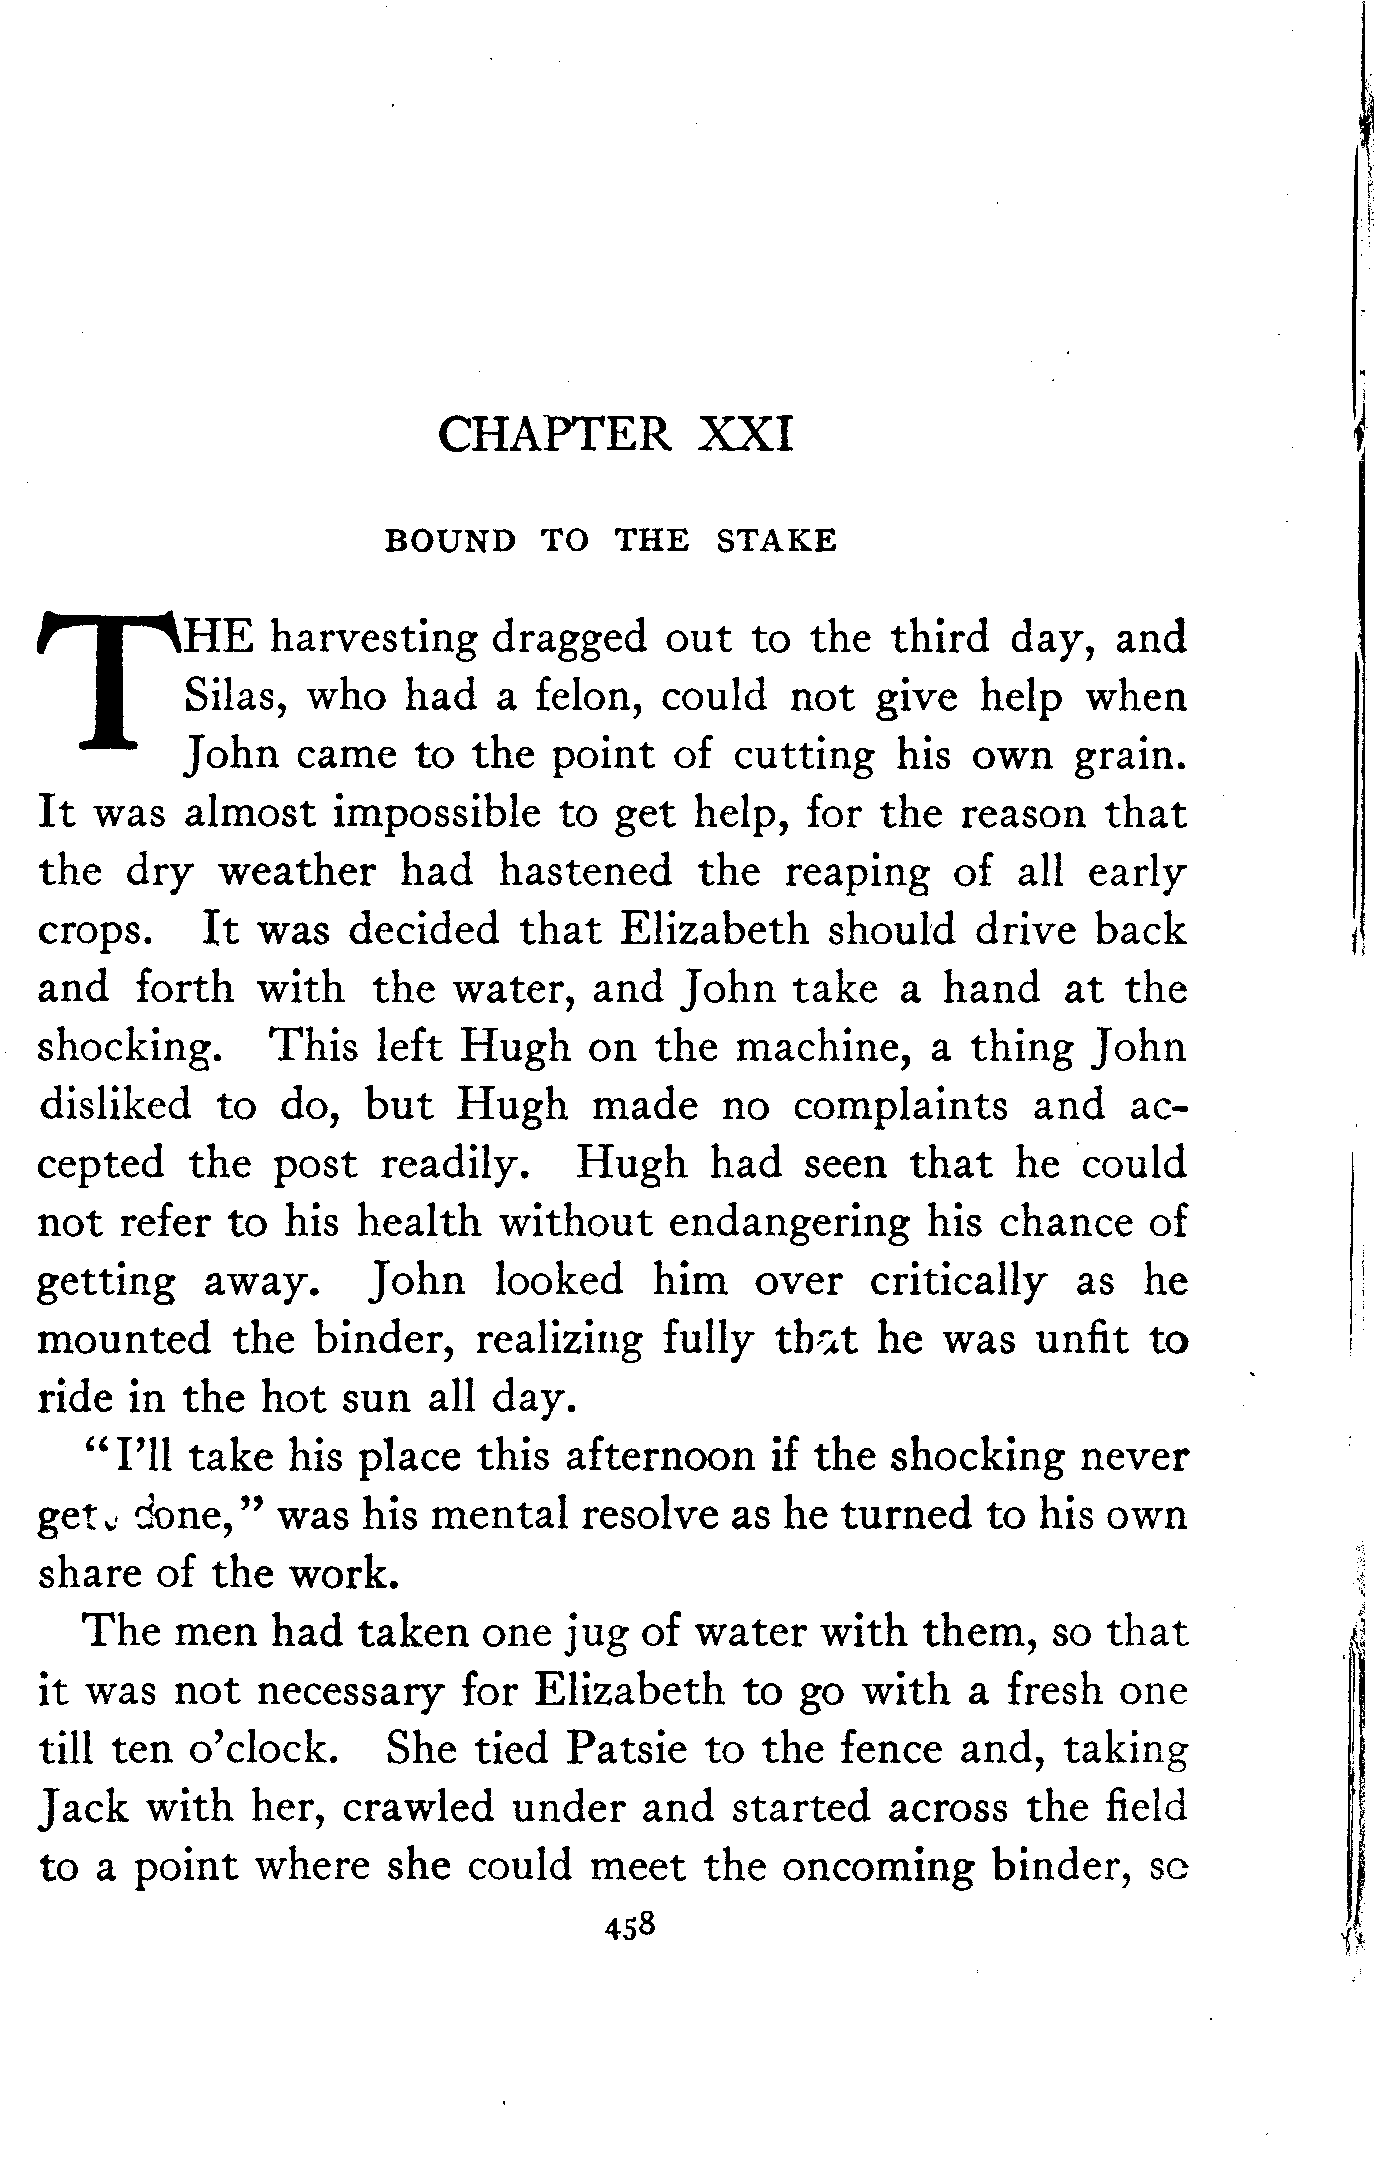 CHAPTER XXI
BOUND TO THE STAKE
THE harvesting dragged out to the third day, and
Silas, who had a felon, could not give help when
John came to the point of cutting his own grain.
It was almost impossible to get help, for the reason that
the dry weather had hastened the reaping of all early
crops. It was decided that Elizabeth should drive back
and forth with the water, and John take a hand at the
shocking. This left Hugh on the machine, a thing John
disliked to do, but Hugh made no complaints and ac-
cepted the post readily. Hugh had seen that he could
not refer to his health without endangering his chance of
getting away. John looked him over critically as he
mounted the binder, realizing fully that he was unfit to
ride in the hot sun all day.
“I’ll take his place this afternoon if the shocking never
gets done,” was his mental resolve as he turned to his own
share of the work.
The men had taken one jug of water with them, so that
it was not necessary for Elizabeth to go with a fresh one
till ten o’clock. She tied Patsie to the fence and, taking
Jack with her, crawled under and started across the field
to a point where she could meet the oncoming binder, so
458